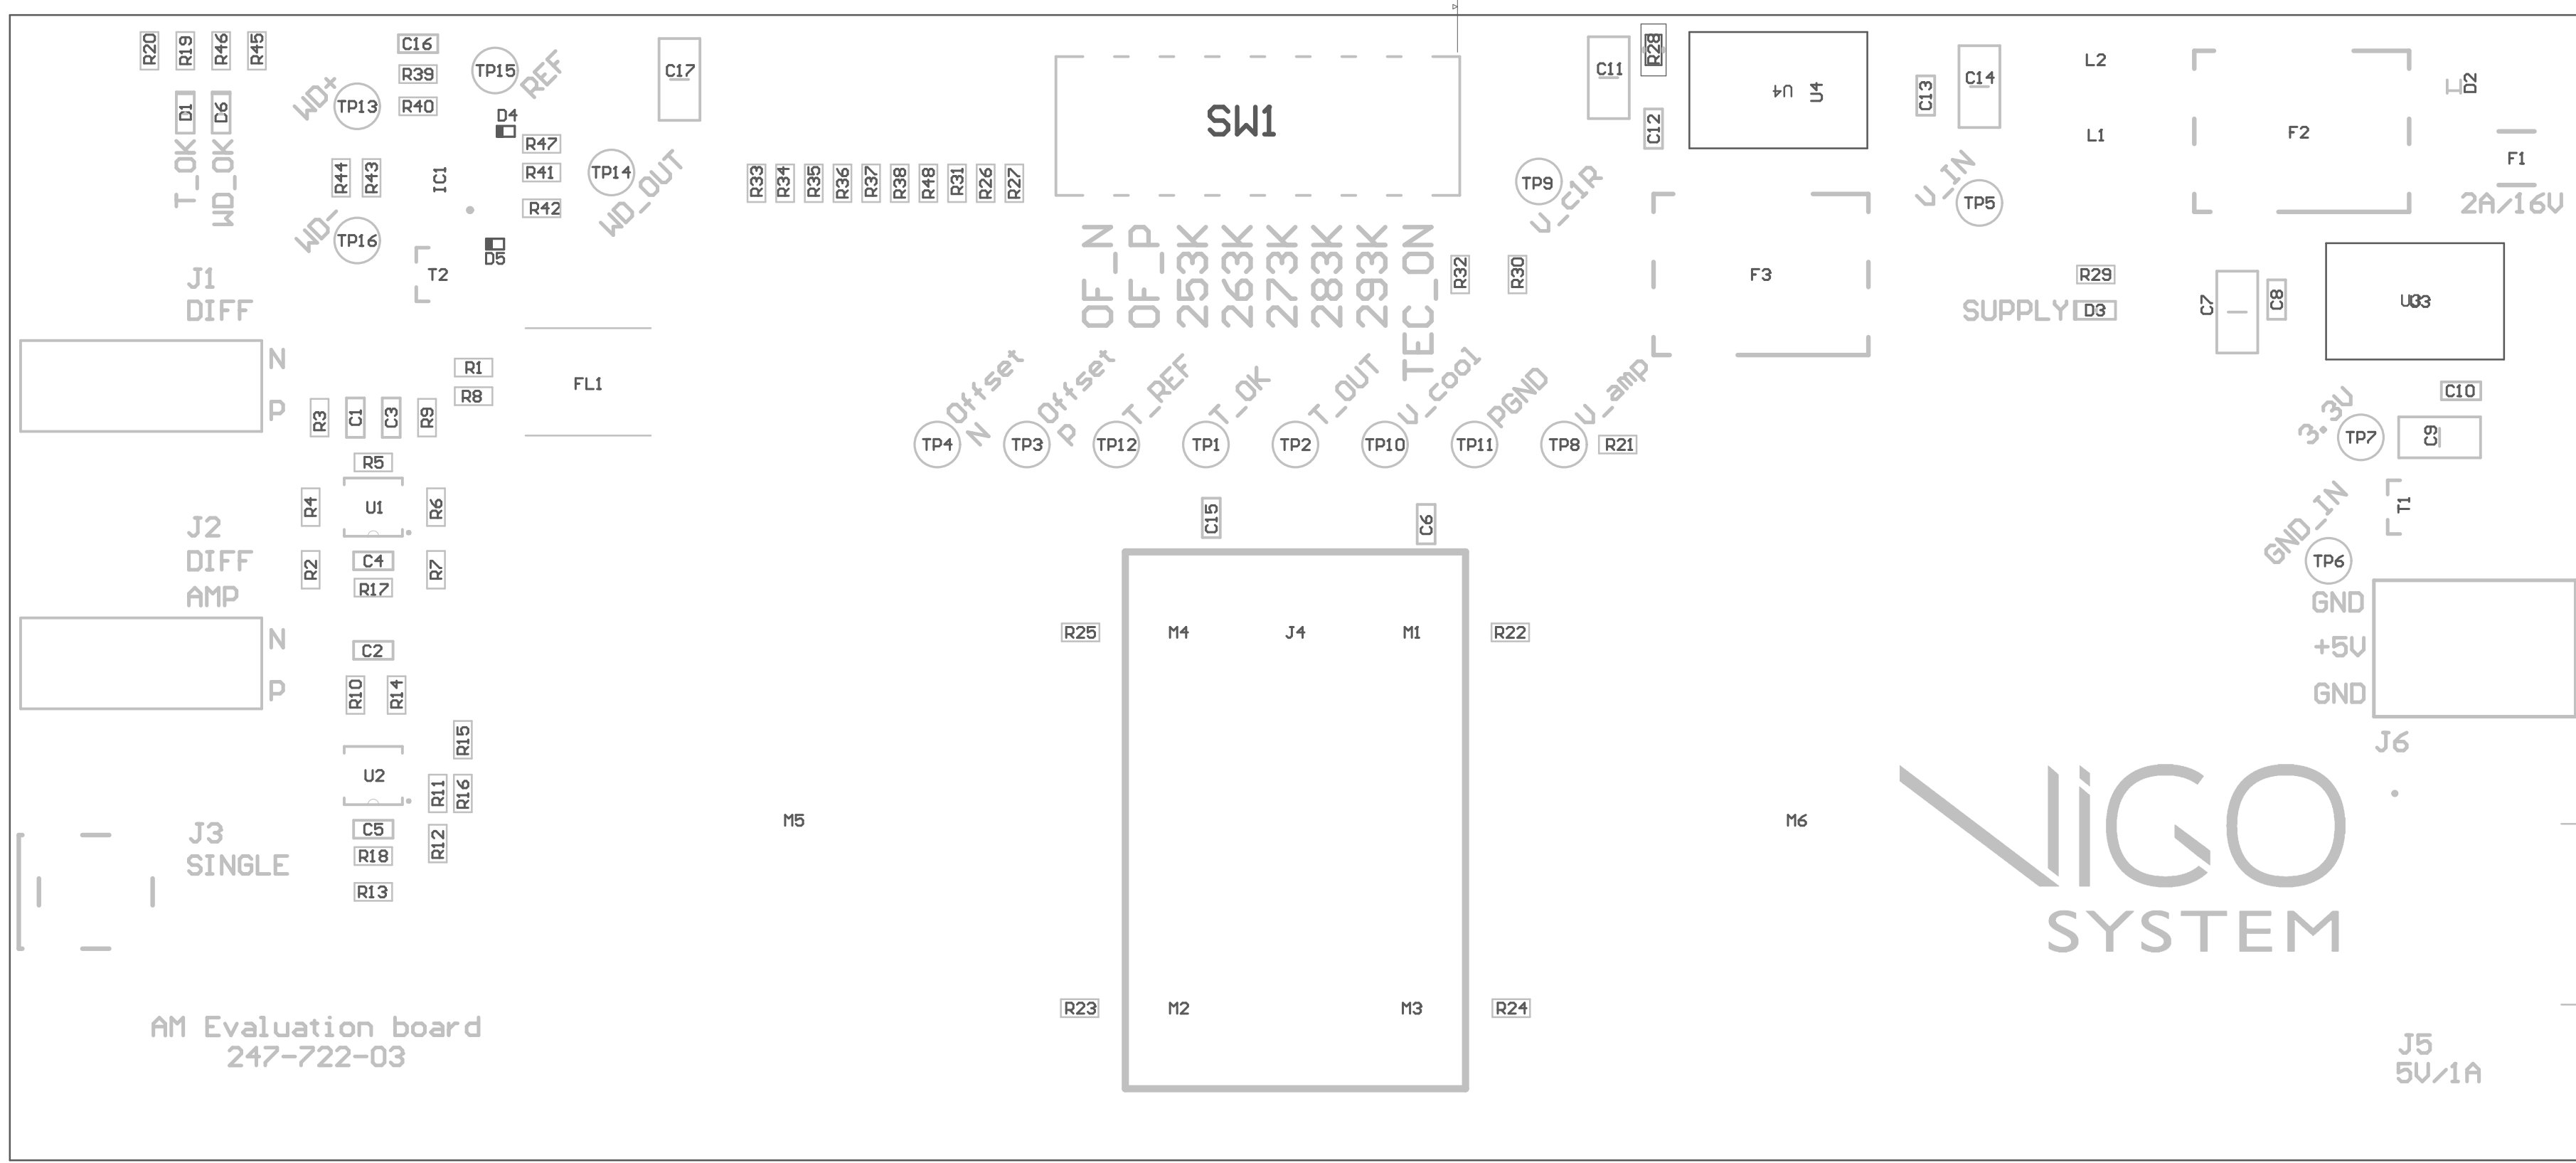 R20
R19
R46
R45
C16
R39
R40
TP15
REF
C17
C11
R28
U4
U4
C13
C14
L2
L1
F2
D2
F1
2A/16V
D1
D6
T_OK
WD_OK
WD+
TP13
D4
R47
R41
R42
TP14
WD_OUT
R44
R43
IC1
WD-
TP16
D5
T2
R33
R34
R35
R36
R37
R38
R48
R31
R26
R27
SW1
C12
TP9
V_c1R
V_IN
TP5
OF_N
OF_P
253K
263K
273K
283K
293K
TEC_ON
R32
R30
F3
R29
SUPPLY
D3
C7
C8
J1
DIFF
N
P
R1
R8
FL1
R3
C1
C3
R9
R5
TP4
Offset
N
TP3
Offset
P
TP12
T_REF
TP1
T_OK
TP2
T_OUT
TP10
V_cool
TP11
PGND
TP8
V_amp
R21
C10
3.3V
TP7
C9
R4
U1
R6
T1
GND_IN
TP6
J2
DIFF
AMP
R2
C4
R7
R17
C15
C6
GND
+5V
GND
J6
R25
M4
J4
M1
R22
N
P
C2
R10
R14
R15
U2
R11
R16
R12
C5
R18
R13
J3
SINGLE
M5
M6
VIGO
SYSTEM
R23
M2
M3
R24
AM Evaluation board
247-722-03
J5
5V/1A